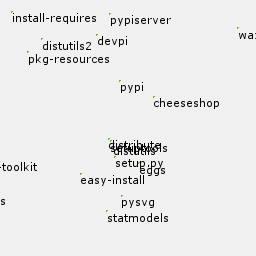 install-requires
pypiserver
wa
devpi
distutils2
pkg-resources
pypi
cheeseshop
distribute
setuptools
distutils
setup.py
-toolkit
eggs
easy-install
pysvg
s
statmodels